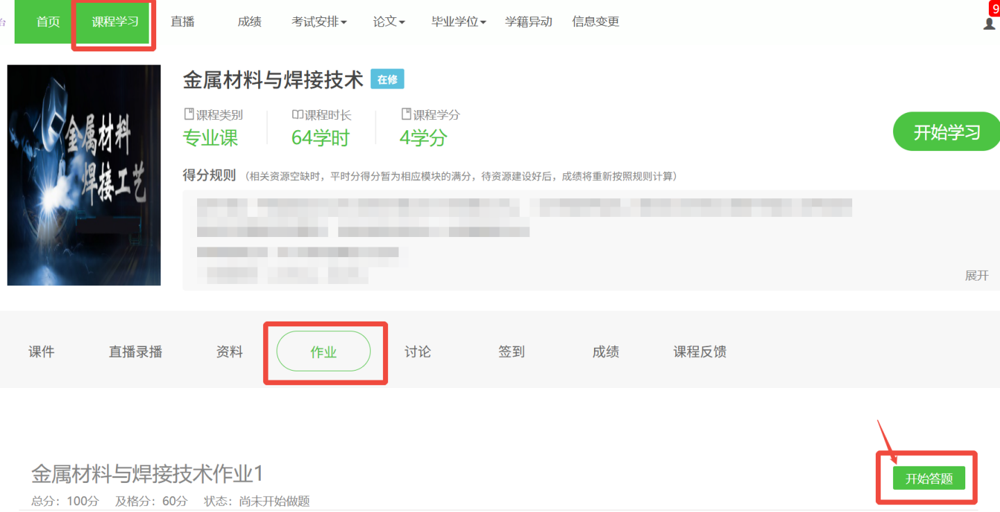 台
首页 课程学习 直播 成绩 考试安排 论文 毕业学位 学籍异动 信息变更
9
金属材料与焊接技术 在修
金属材料
焊接工艺
课程类别 课程时长 课程学分
专业课 64学时 4学分
开始学习
得分规则 (相关资源空缺时，平时分得分暂为相应模块的满分，待资源建设好后，成绩将重新按照规则计算)
展开
课件 直播录播 资料 作业 讨论 签到 成绩 课程反馈
金属材料与焊接技术作业1
开始答题
总分：100分 及格分：60分 状态：尚未开始做题